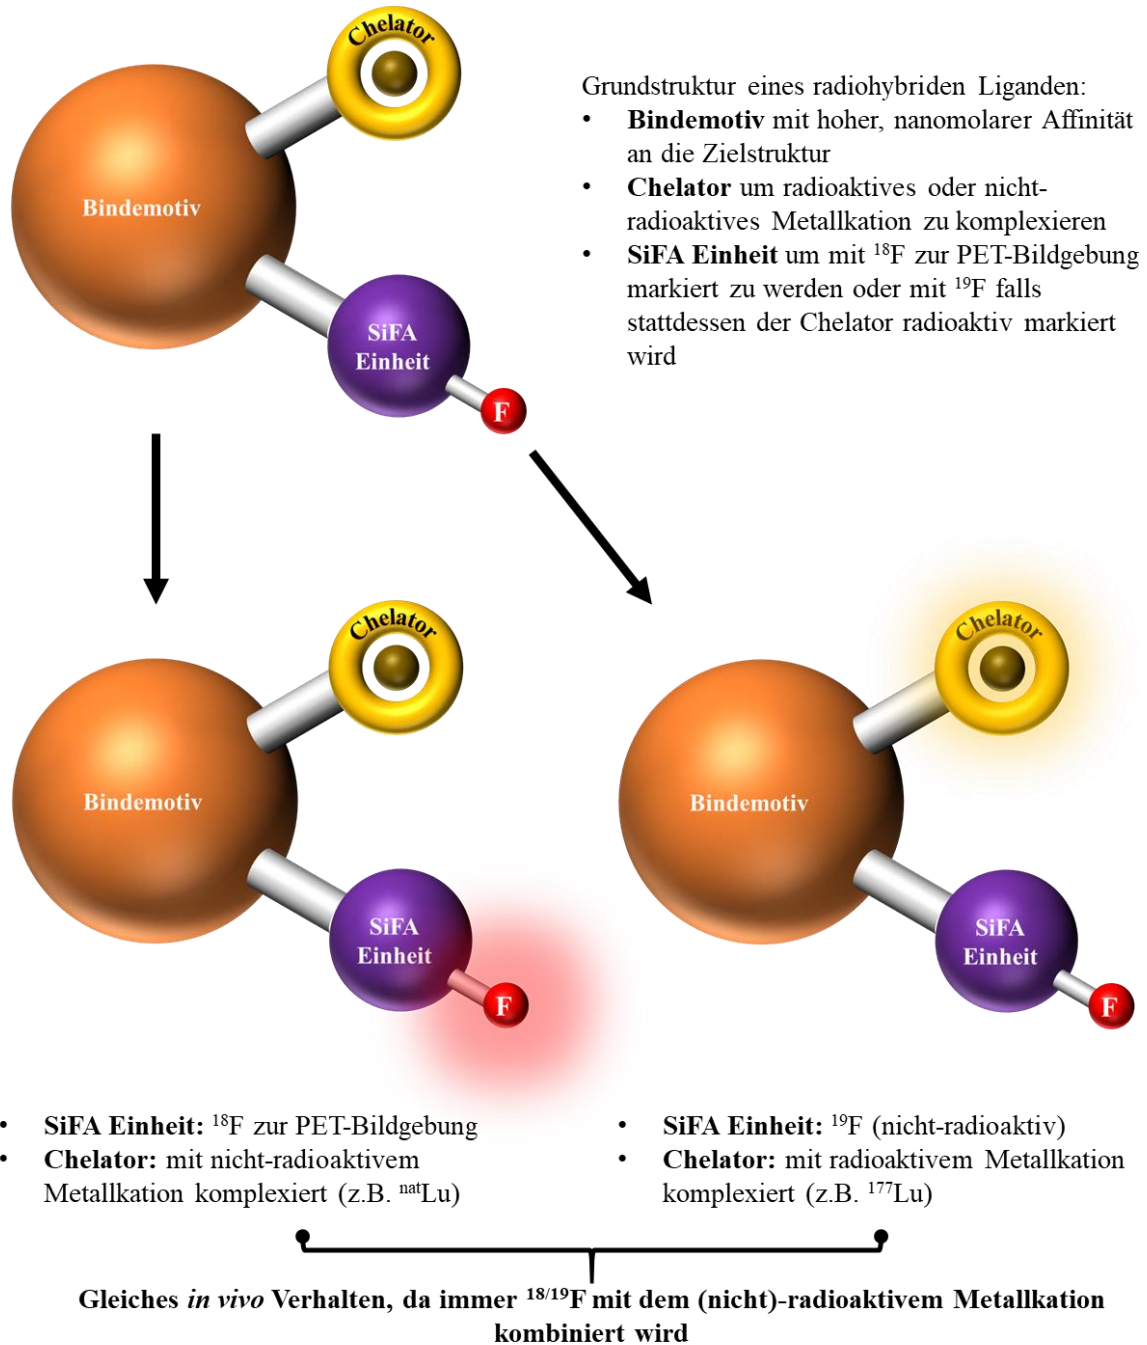 Chelator
Bindemotiv
SiFA
Einheit
F
Grundstruktur eines radiohybriden Liganden:
• Bindemotiv mit hoher, nanomolarer Affinität
an die Zielstruktur
• Chelator um radioaktives oder nicht-
radioaktives Metallkation zu komplexieren
• SiFA Einheit um mit ¹⁸F zur PET-Bildgebung
markiert zu werden oder mit ¹⁹F falls
stattdessen der Chelator radioaktiv markiert
wird
Chelator
Bindemotiv
SiFA
Einheit
F
Chelator
Bindemotiv
SiFA
Einheit
F
• SiFA Einheit: ¹⁸F zur PET-Bildgebung
• Chelator: mit nicht-radioaktivem
Metallkation komplexiert (z.B. ⁿᵃᵗLu)
• SiFA Einheit: ¹⁹F (nicht-radioaktiv)
• Chelator: mit radioaktivem Metallkation
komplexiert (z.B. ¹⁷⁷Lu)
Gleiches in vivo Verhalten, da immer ¹⁸/¹⁹F mit dem (nicht)-radioaktivem Metallkation
kombiniert wird